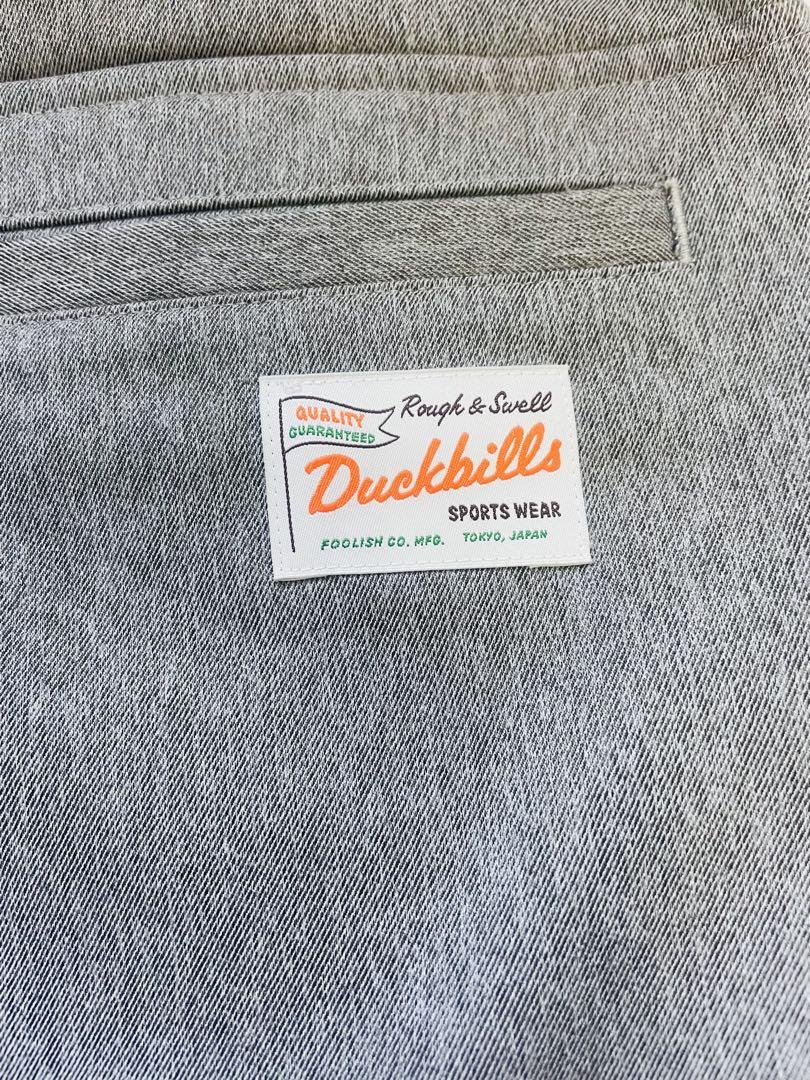 QUALITY
GUARANTEED
Rough & Swell
Duckbills
SPORTS WEAR
FOOLISH CO. MFG. TOKYO, JAPAN